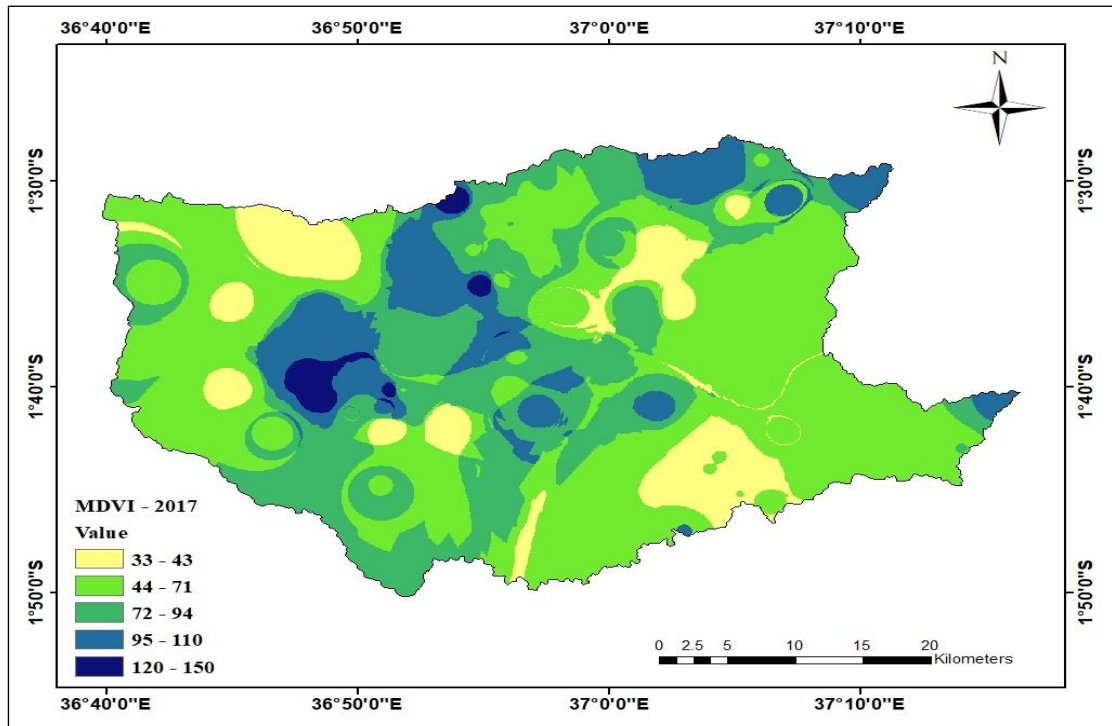 36°40'0"E 36°50'0"E 37°0'0"E 37°10'0"E
N
1°30'0"S 1°30'0"S
1°40'0"S 1°40'0"S
MDVI - 2017
Value
33 - 43
44 - 71
72 - 94
95 - 110
120 - 150
1°50'0"S 1°50'0"S
0 2.5 5 10 15 20
Kilometers
36°40'0"E 36°50'0"E 37°0'0"E 37°10'0"E